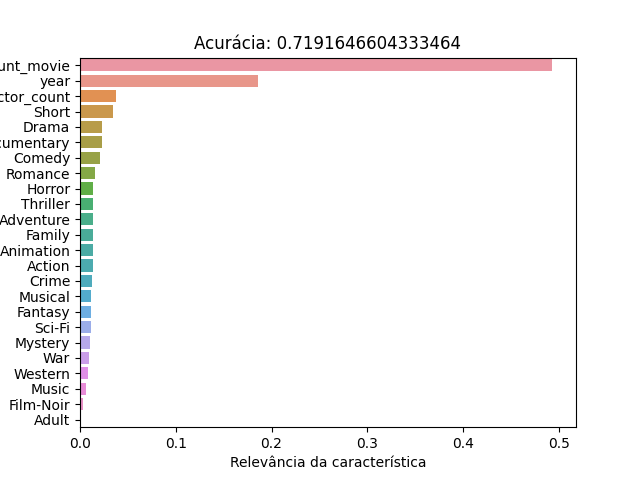 Acurácia: 0.7191646604333464
unt_movie
year
ctor_count
Short
Drama
cumentary
Comedy
Romance
Horror
Thriller
Adventure
Family
Animation
Action
Crime
Musical
Fantasy
Sci-Fi
Mystery
War
Western
Music
Film-Noir
Adult
0.0 0.1 0.2 0.3 0.4 0.5
Relevância da característica